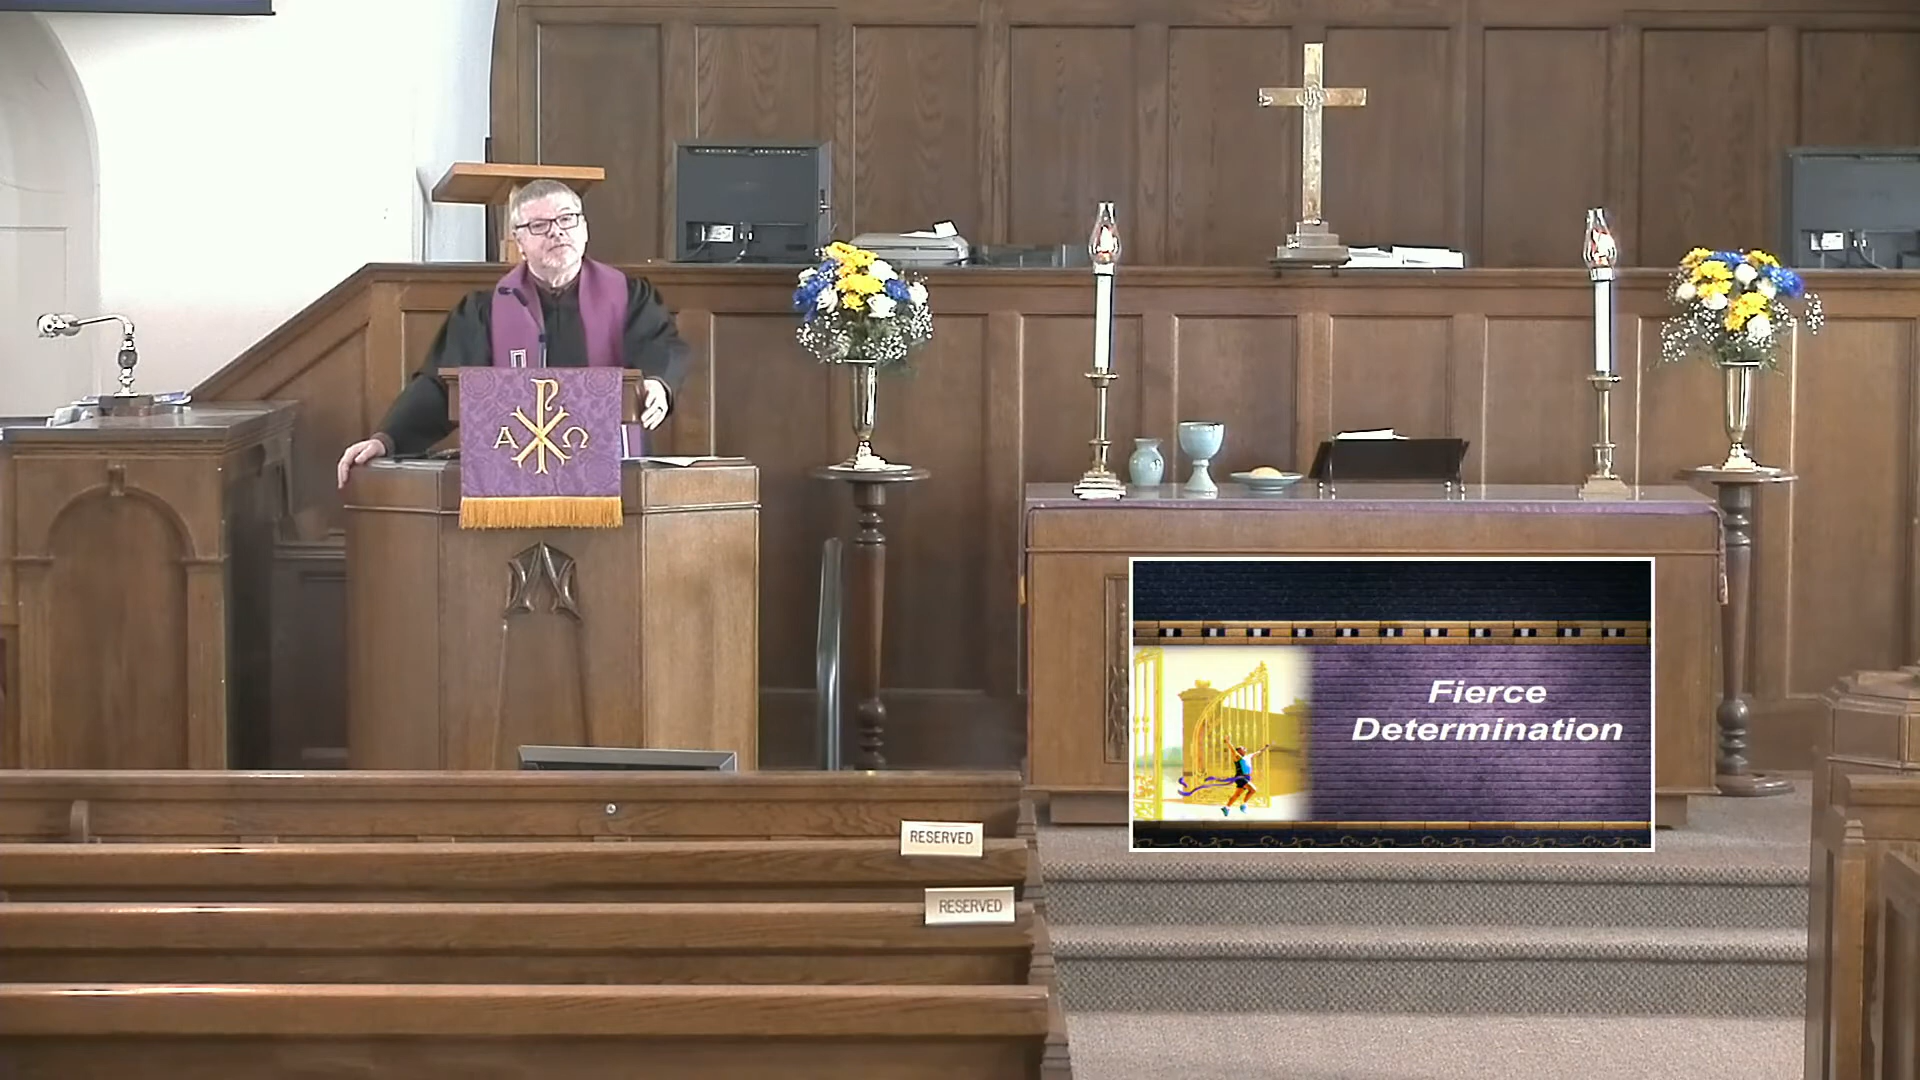 Α Ω
Fierce
Determination
RESERVED
RESERVED